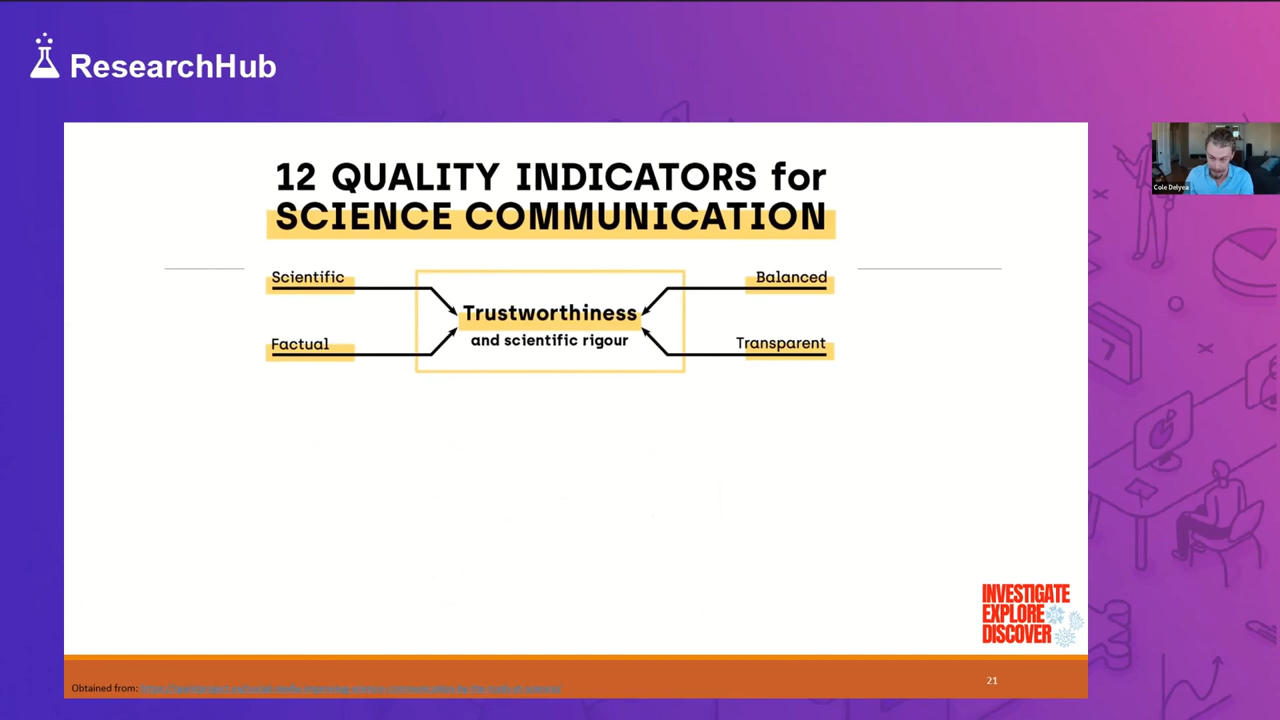 ResearchHub
12 QUALITY INDICATORS for
SCIENCE COMMUNICATION
Scientific
Balanced
Trustworthiness
and scientific rigour
Factual
Transparent
Cole Delyea
INVESTIGATE
EXPLORE
DISCOVER
Obtained from:
21